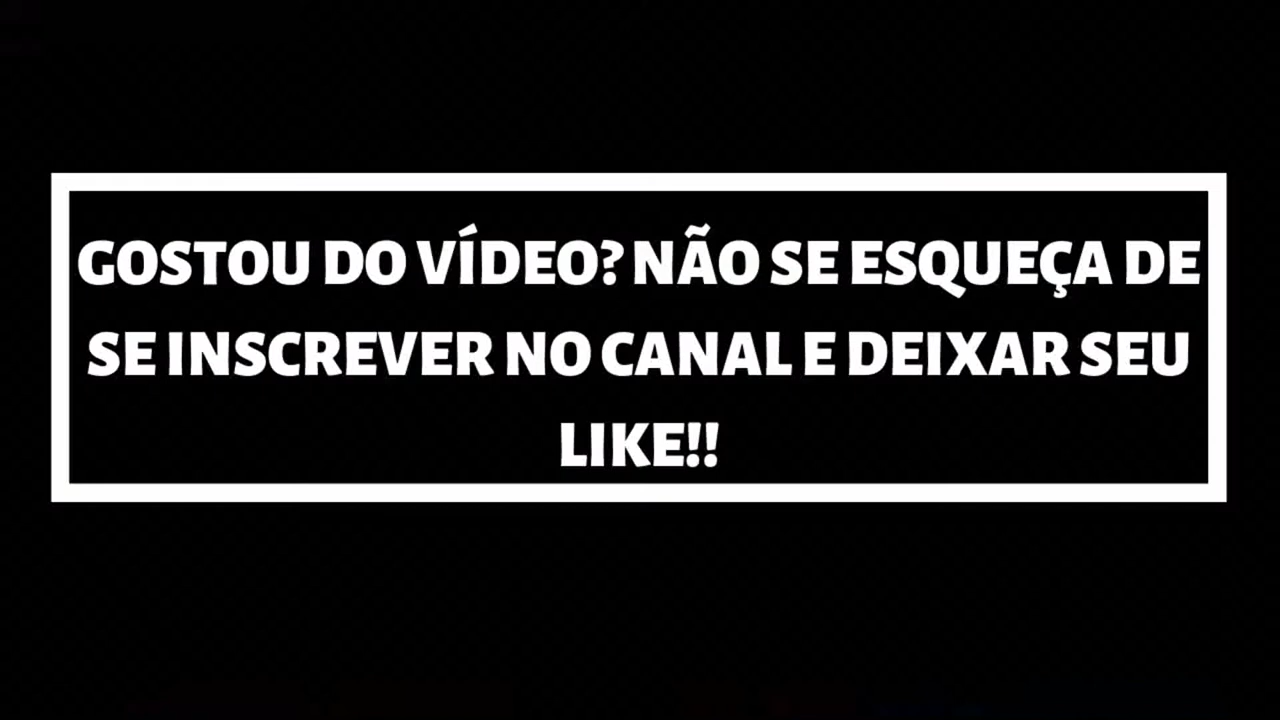 GOSTOU DO VÍDEO? NÃO SE ESQUEÇA DE
SE INSCREVER NO CANAL E DEIXAR SEU
LIKE!!